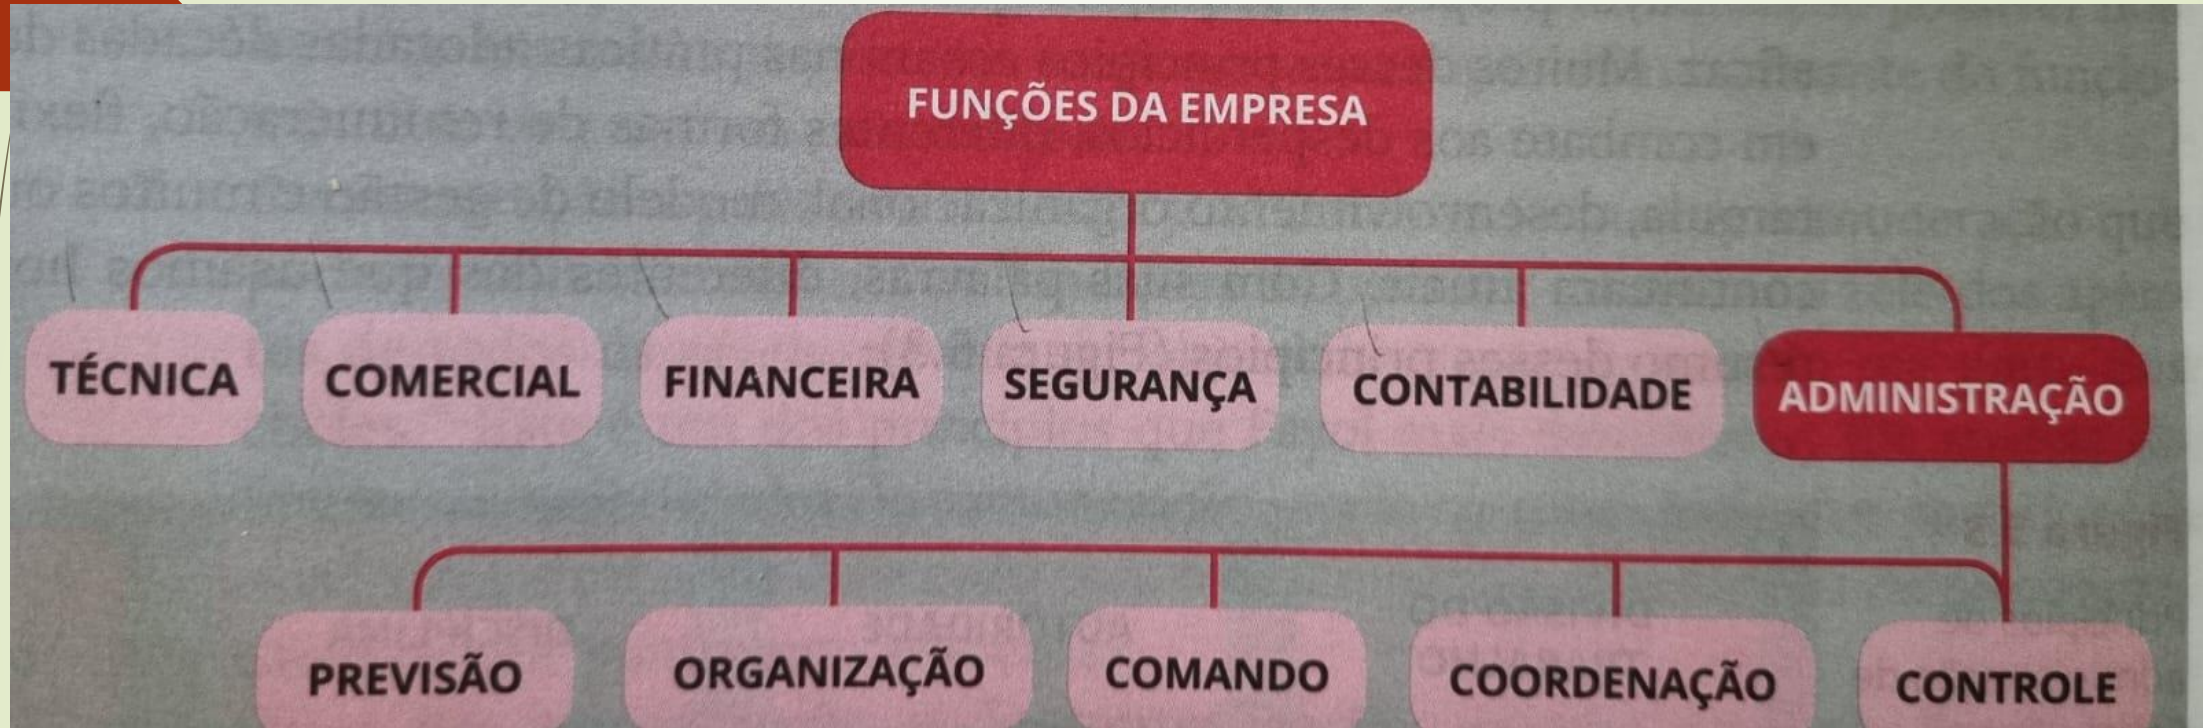 FUNÇÕES DA EMPRESA
TÉCNICA
COMERCIAL
FINANCEIRA
SEGURANÇA
CONTABILIDADE
ADMINISTRAÇÃO
PREVISÃO
ORGANIZAÇÃO
COMANDO
COORDENAÇÃO
CONTROLE